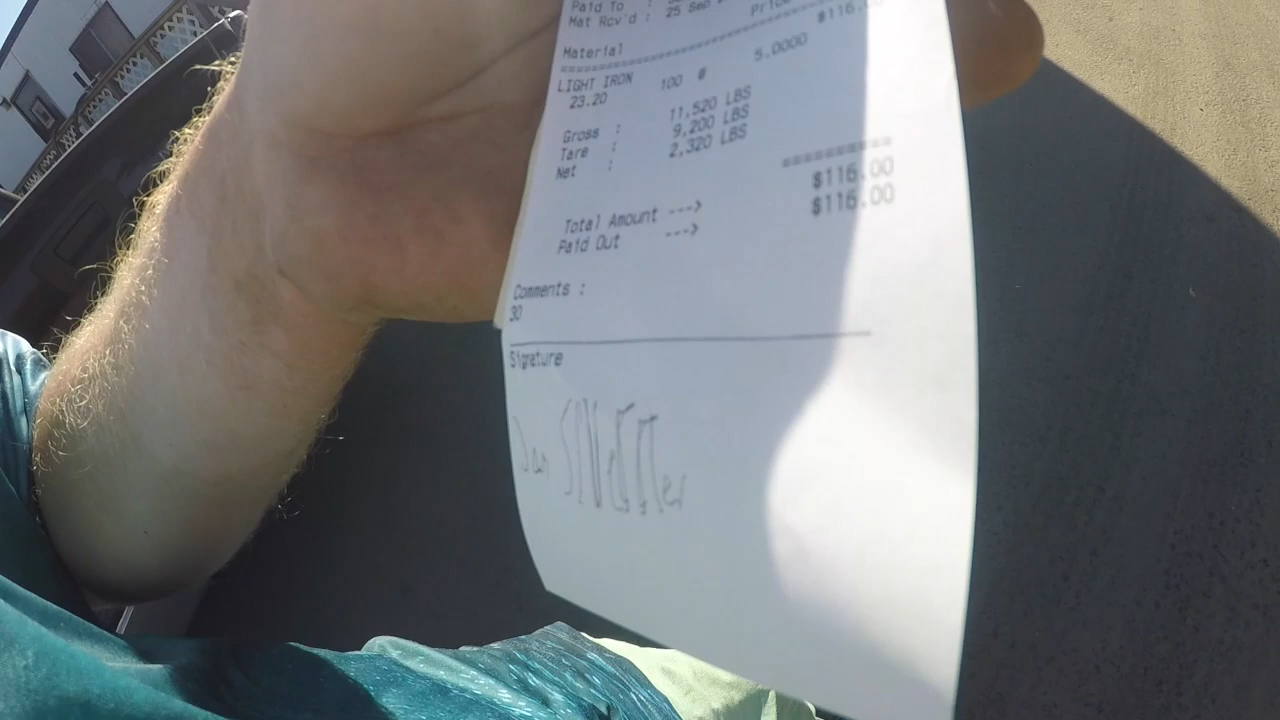 Paid To :
Mat Rcv'd : 25 Sep
Material Price $116.00
LIGHT IRON 100 # 5.0000
23.20
Gross : 11,520 LBS
Tare : 9,200 LBS
Net : 2,320 LBS
==========
$116.00
Total Amount ---> $116.00
Paid Out --->
Comments :
30
Signature